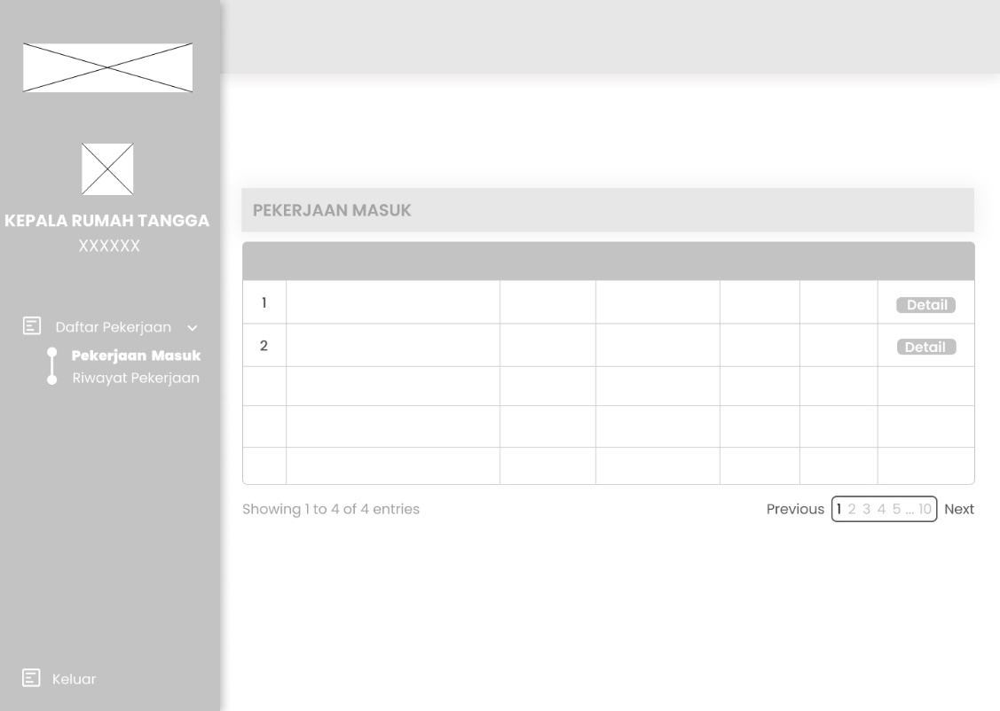 KEPALA RUMAH TANGGA
XXXXXX
Daftar Pekerjaan
Pekerjaan Masuk
Riwayat Pekerjaan
Keluar
PEKERJAAN MASUK
1 Detail
2 Detail
Showing 1 to 4 of 4 entries
Previous 1 2 3 4 5 ... 10 Next